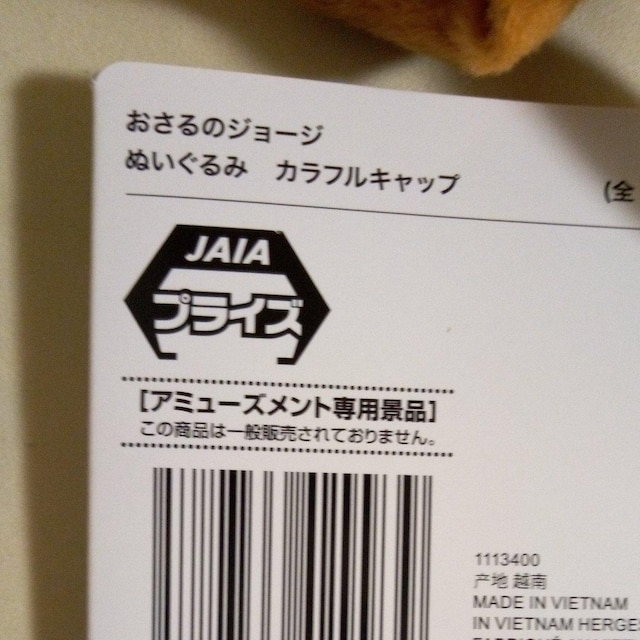 おさるのジョージ
ぬいぐるみ　カラフルキャップ
(全
JAIA
プライズ
[アミューズメント専用景品]
この商品は一般販売されておりません。
1113400
产地 越南
MADE IN VIETNAM
IN VIETNAM HERGE